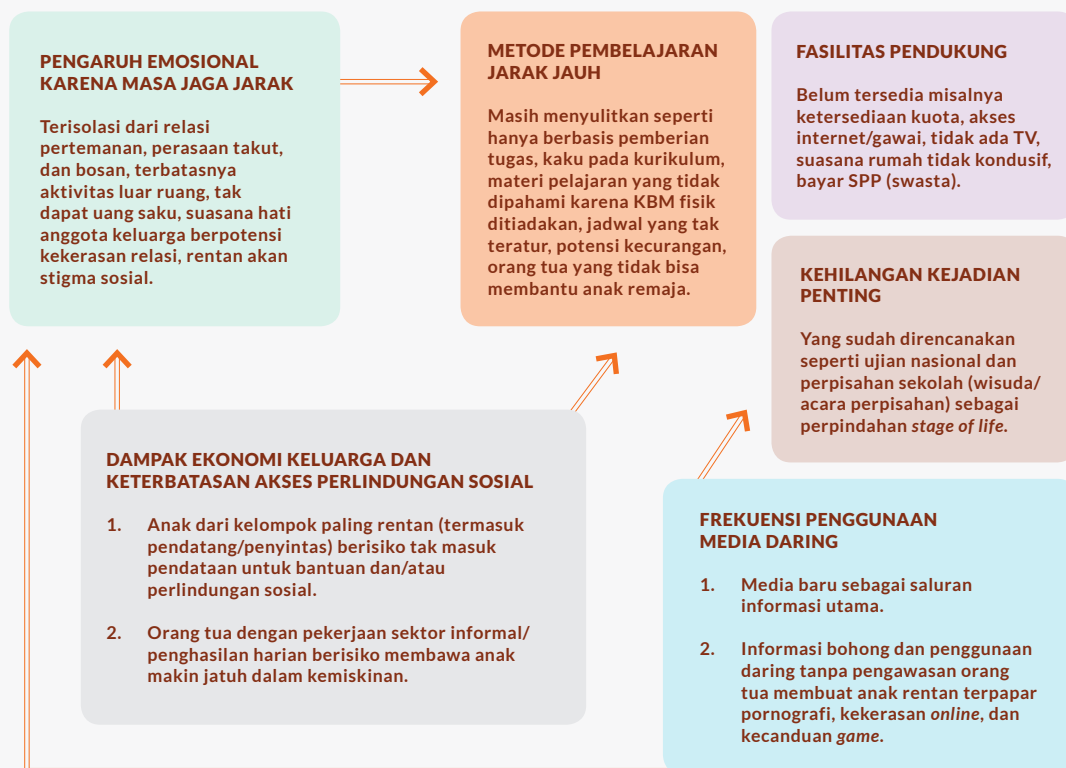 PENGARUH EMOSIONAL
KARENA MASA JAGA JARAK
Terisolasi dari relasi
pertemanan, perasaan takut,
dan bosan, terbatasnya
aktivitas luar ruang, tak
dapat uang saku, suasana hati
anggota keluarga berpotensi
kekerasan relasi, rentan akan
stigma sosial.
METODE PEMBELAJARAN
JARAK JAUH
Masih menyulitkan seperti
hanya berbasis pemberian
tugas, kaku pada kurikulum,
materi pelajaran yang tidak
dipahami karena KBM fisik
ditiadakan, jadwal yang tak
teratur, potensi kecurangan,
orang tua yang tidak bisa
membantu anak remaja.
FASILITAS PENDUKUNG
Belum tersedia misalnya
ketersediaan kuota, akses
internet/gawai, tidak ada TV,
suasana rumah tidak kondusif,
bayar SPP (swasta).
KEHILANGAN KEJADIAN
PENTING
Yang sudah direncanakan
seperti ujian nasional dan
perpisahan sekolah (wisuda/
acara perpisahan) sebagai
perpindahan stage of life.
DAMPAK EKONOMI KELUARGA DAN
KETERBATASAN AKSES PERLINDUNGAN SOSIAL
1. Anak dari kelompok paling rentan (termasuk
pendatang/penyintas) berisiko tak masuk
pendataan untuk bantuan dan/atau
perlindungan sosial.
2. Orang tua dengan pekerjaan sektor informal/
penghasilan harian berisiko membawa anak
makin jatuh dalam kemiskinan.
FREKUENSI PENGGUNAAN
MEDIA DARING
1. Media baru sebagai saluran
informasi utama.
2. Informasi bohong dan penggunaan
daring tanpa pengawasan orang
tua membuat anak rentan terpapar
pornografi, kekerasan online, dan
kecanduan game.